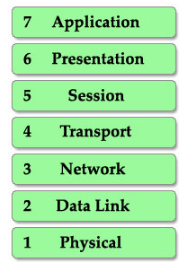 7 Application
6 Presentation
5 Session
4 Transport
3 Network
2 Data Link
1 Physical